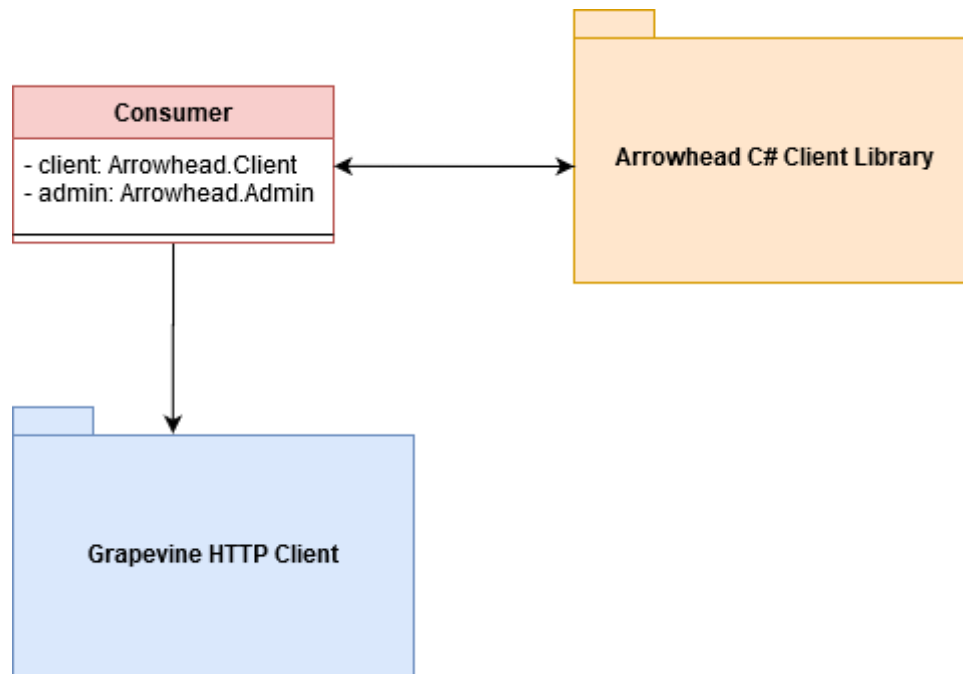 Consumer
- client: Arrowhead.Client
- admin: Arrowhead.Admin
Arrowhead C# Client Library
Grapevine HTTP Client